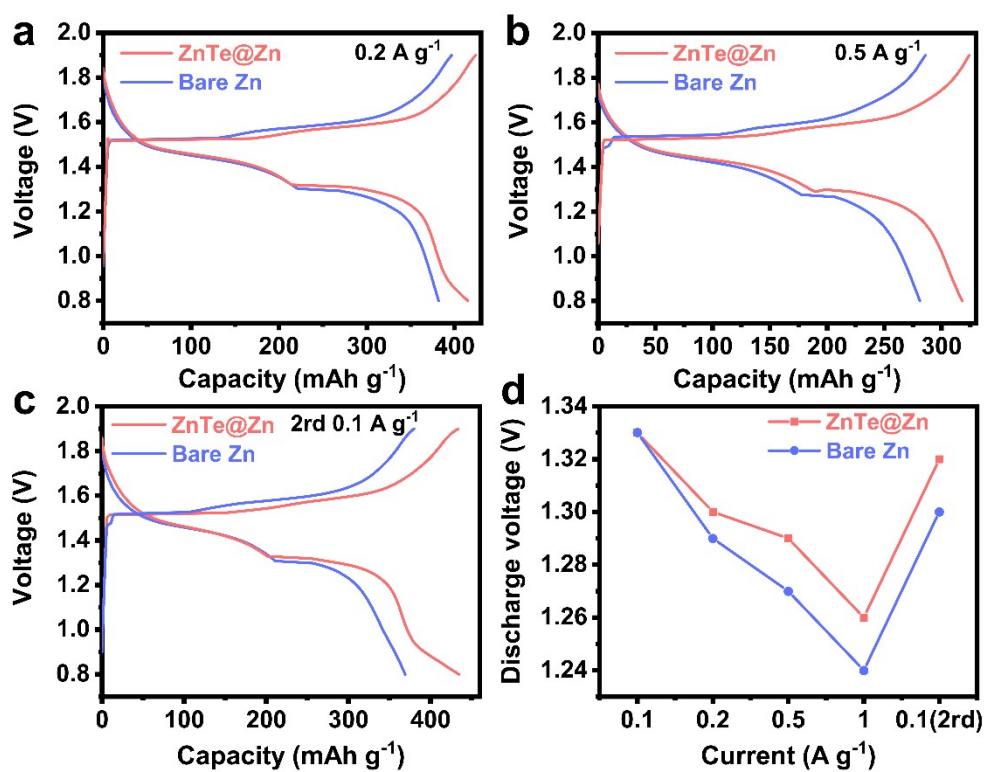 a
2.0
1.8
1.6
1.4
1.2
1.0
0.8
Voltage (V)
ZnTe@Zn
0.2 A g⁻¹
Bare Zn
0 100 200 300 400
Capacity (mAh g⁻¹)
b
2.0
1.8
1.6
1.4
1.2
1.0
0.8
Voltage (V)
ZnTe@Zn
0.5 A g⁻¹
Bare Zn
0 50 100 150 200 250 300
Capacity (mAh g⁻¹)
c
2.0
1.8
1.6
1.4
1.2
1.0
0.8
Voltage (V)
ZnTe@Zn 2rd 0.1 A g⁻¹
Bare Zn
0 100 200 300 400
Capacity (mAh g⁻¹)
d
1.34
1.32
1.30
1.28
1.26
1.24
Discharge voltage (V)
ZnTe@Zn
Bare Zn
0.1 0.2 0.5 1 0.1(2rd)
Current (A g⁻¹)